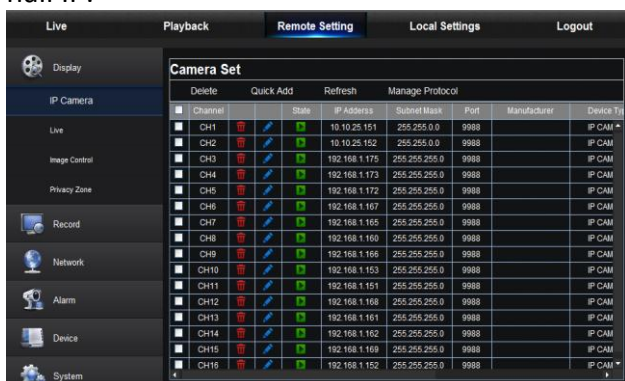 Live Playback Remote Setting Local Settings Logout
Display
IP Camera
Live
Image Control
Privacy Zone
Record
Network
Alarm
Device
System
Camera Set
Delete Quick Add Refresh Manage Protocol
Channel State IP Adderss Subnet Mask Port Manufacturer Device Typ
CH1 10.10.25.151 255.255.0.0 9988 IP CAM
CH2 10.10.25.152 255.255.0.0 9988 IP CAM
CH3 192.168.1.175 255.255.255.0 9988 IP CAM
CH4 192.168.1.173 255.255.255.0 9988 IP CAM
CH5 192.168.1.172 255.255.255.0 9988 IP CAM
CH6 192.168.1.167 255.255.255.0 9988 IP CAM
CH7 192.168.1.165 255.255.255.0 9988 IP CAM
CH8 192.168.1.160 255.255.255.0 9988 IP CAM
CH9 192.168.1.166 255.255.255.0 9988 IP CAM
CH10 192.168.1.153 255.255.255.0 9988 IP CAM
CH11 192.168.1.151 255.255.255.0 9988 IP CAM
CH12 192.168.1.168 255.255.255.0 9988 IP CAM
CH13 192.168.1.161 255.255.255.0 9988 IP CAM
CH14 192.168.1.162 255.255.255.0 9988 IP CAM
CH15 192.168.1.169 255.255.255.0 9988 IP CAM
CH16 192.168.1.152 255.255.255.0 9988 IP CAM